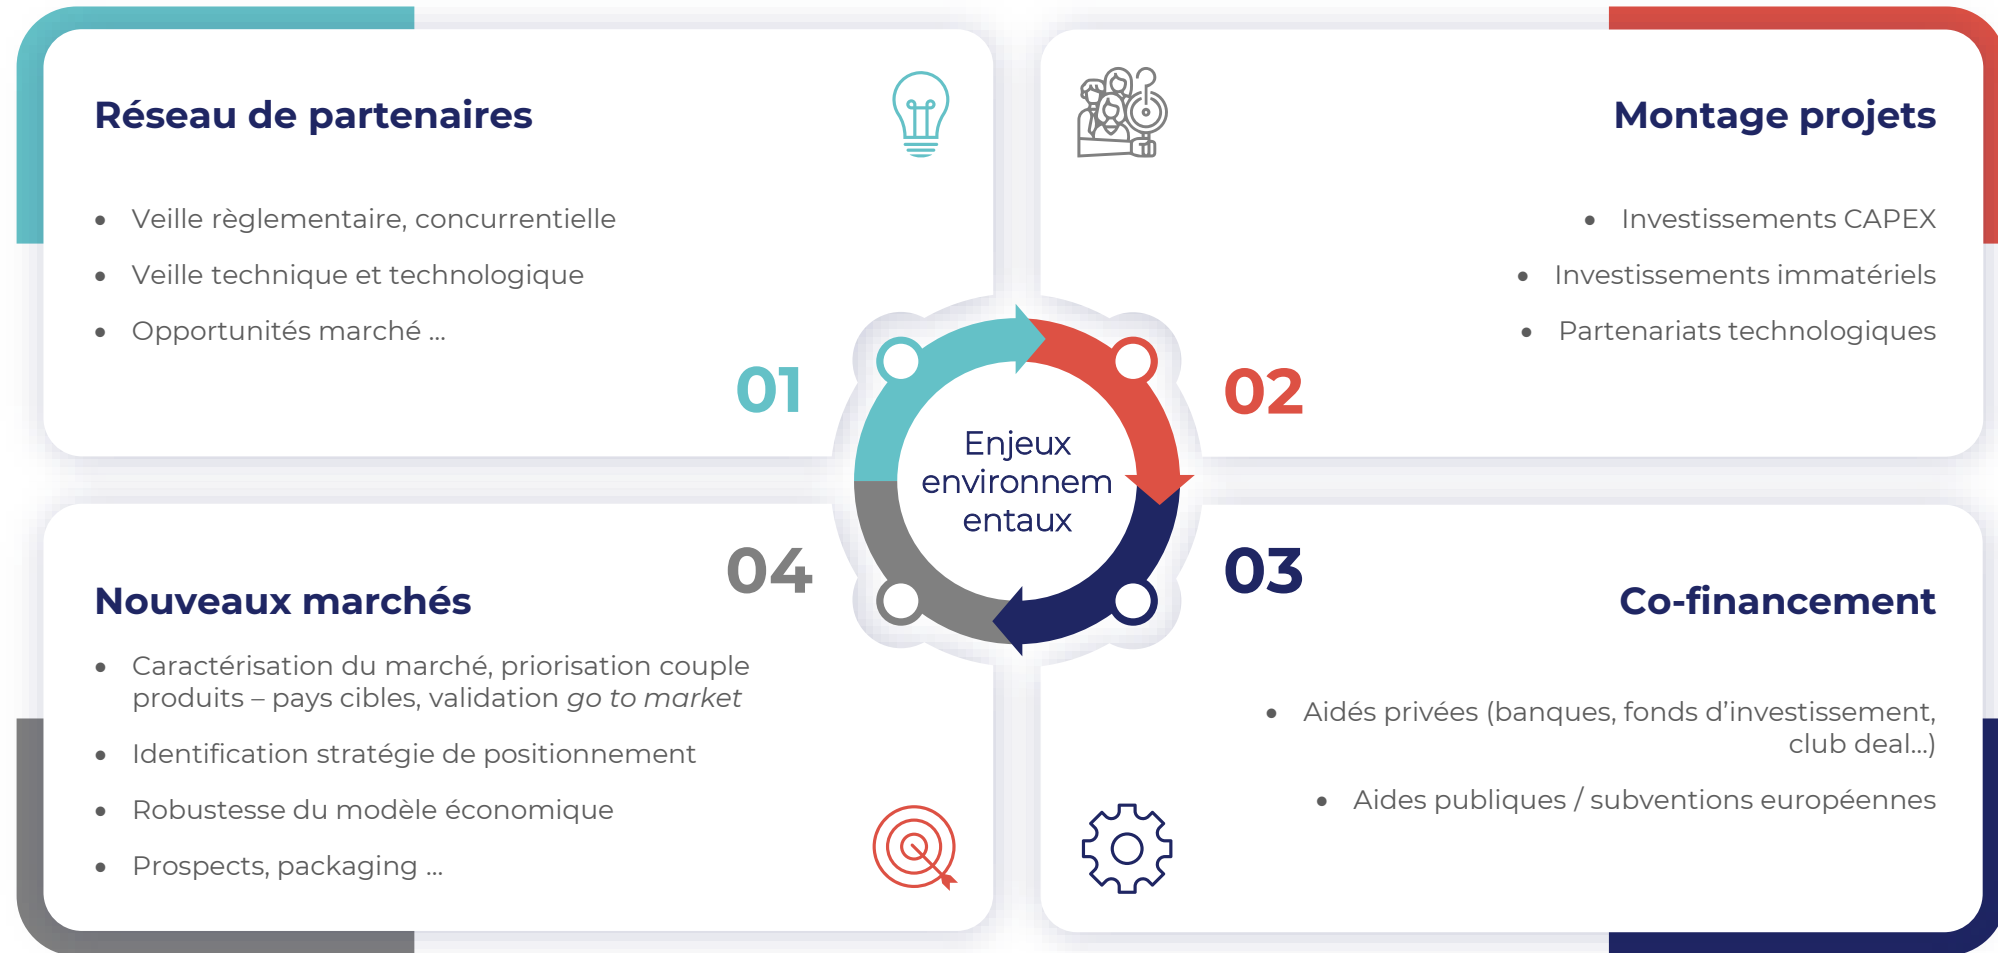 Réseau de partenaires
• Veille règlementaire, concurrentielle
• Veille technique et technologique
• Opportunités marché ...
01
Montage projets
• Investissements CAPEX
• Investissements immatériels
• Partenariats technologiques
02
Enjeux
environnem
entaux
04
Nouveaux marchés
• Caractérisation du marché, priorisation couple
produits – pays cibles, validation go to market
• Identification stratégie de positionnement
• Robustesse du modèle économique
• Prospects, packaging ...
03
Co-financement
• Aidés privées (banques, fonds d’investissement,
club deal...)
• Aides publiques / subventions européennes